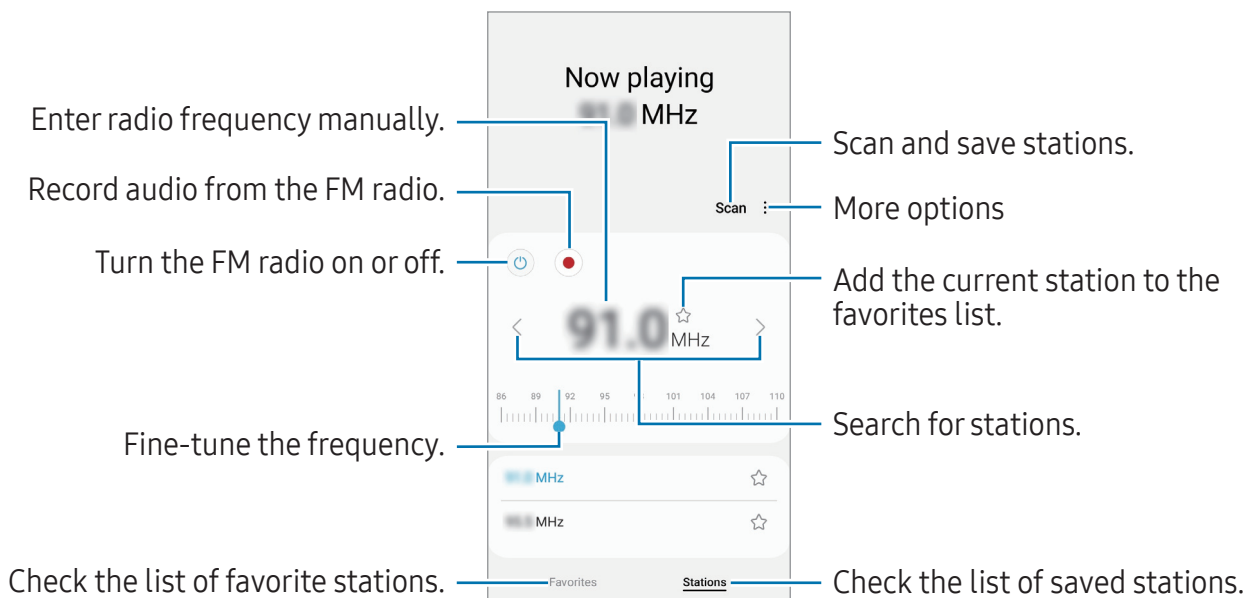 Now playing
MHz
Enter radio frequency manually.
Scan and save stations.
Record audio from the FM radio.
Scan
More options
Turn the FM radio on or off.
Add the current station to the
favorites list.
91.0 MHz
86 89 92 95 101 104 107 110
Search for stations.
Fine-tune the frequency.
MHz
MHz
Check the list of favorite stations.
Favorites
Stations
Check the list of saved stations.